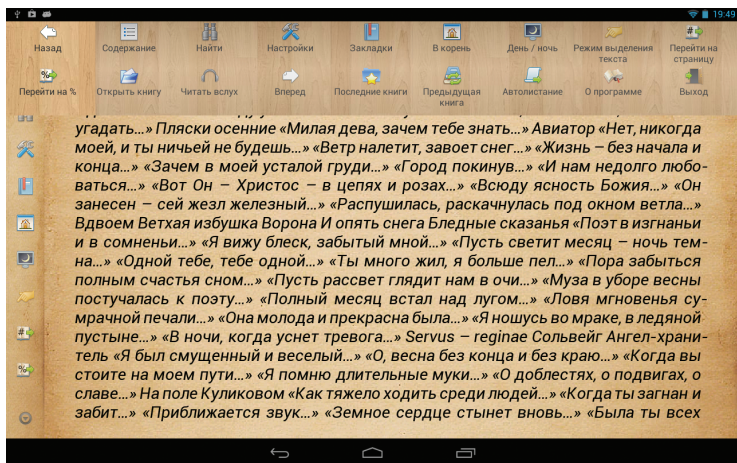 19:49
Назад Содержание Найти Настройки Закладки В корень День / ночь Режим выделения текста Перейти на страницу
Перейти на % Открыть книгу Читать вслух Вперед Последние книги Предыдущая книга Автолистание О программе Выход
угадать...» Пляски осенние «Милая дева, зачем тебе знать...» Авиатор «Нет, никогда
моей, и ты ничьей не будешь...» «Ветр налетит, завоет снег...» «Жизнь – без начала и
конца...» «Зачем в моей усталой груди...» «Город покинув...» «И нам недолго любо-
ваться...» «Вот Он – Христос – в цепях и розах...» «Всюду ясность Божия...» «Он
занесен – сей жезл железный...» «Распушилась, раскачнулась под окном ветла...»
Вдвоем Ветхая избушка Ворона И опять снега Бледные сказанья «Поэт в изгнаньи
и в сомненьи...» «Я вижу блеск, забытый мной...» «Пусть светит месяц – ночь тем-
на...» «Одной тебе, тебе одной...» «Ты много жил, я больше пел...» «Пора забыться
полным счастья сном...» «Пусть рассвет глядит нам в очи...» «Муза в уборе весны
постучалась к поэту...» «Полный месяц встал над лугом...» «Ловя мгновенья су-
мрачной печали...» «Она молода и прекрасна была...» «Я ношусь во мраке, в ледяной
пустыне...» «В ночи, когда уснет тревога...» Servus – reginae Сольвейг Ангел-храни-
тель «Я был смущенный и веселый...» «О, весна без конца и без краю...» «Когда вы
стоите на моем пути...» «Я помню длительные муки...» «О доблестях, о подвигах, о
славе...» На поле Куликовом «Как тяжело ходить среди людей...» «Когда ты загнан и
забит...» «Приближается звук...» «Земное сердце стынет вновь...» «Была ты всех